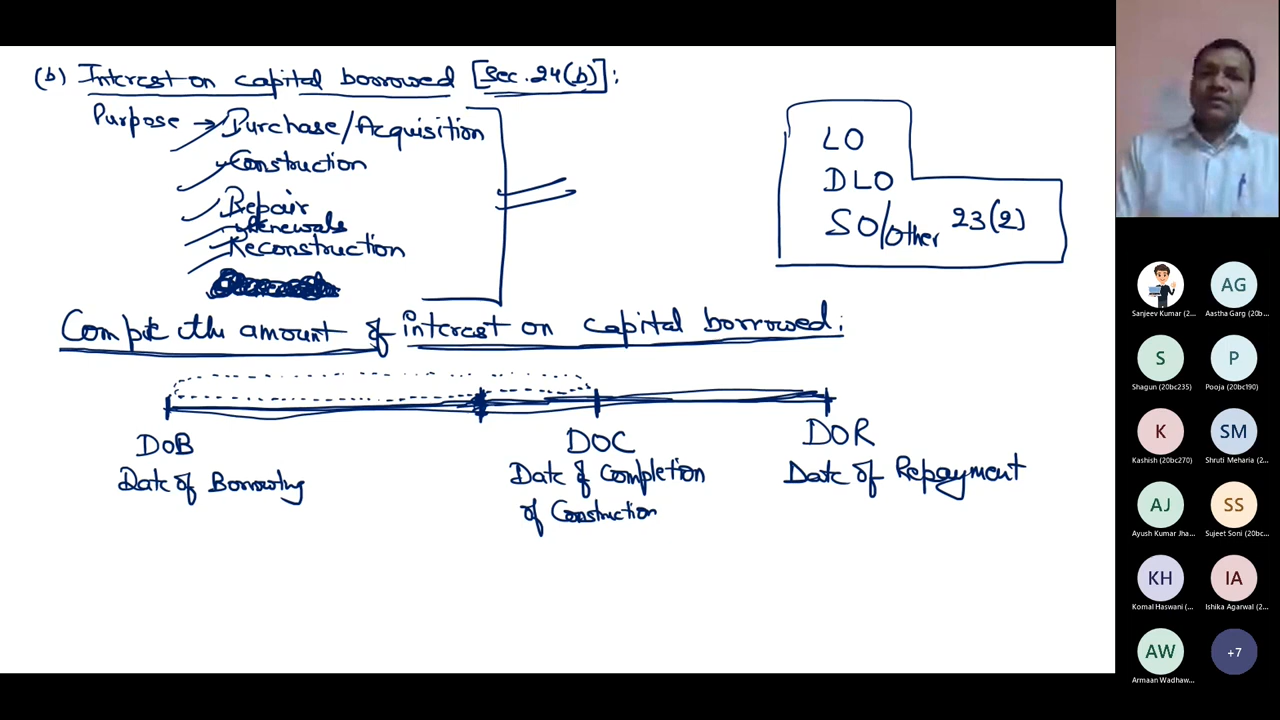 (b) Interest on capital borrowed [Sec. 24(b)]:
Purpose → Purchase/Acquisition
Construction
Repair
Renewals
Reconstruction
LO
DLO
SO/Other 23(2)
the amount of interest on capital borrowed:
DOB
Date of Borrowing
DOC
Date of Completion
of Construction
DOR
Date of Repayment
Sanjeev Kumar (2...
AG
Aastha Garg (20b...
S
Shagun (20bc235)
P
Pooja (20bc190)
K
Kashish (20bc270)
SM
Shruti Meharia (2...
AJ
Ayush Kumar Jha...
SS
Sujeet Soni (20bc...
KH
Komal Haswani (...
IA
Ishika Agarwal (2...
AW
Armaan Wadhaw...
+7